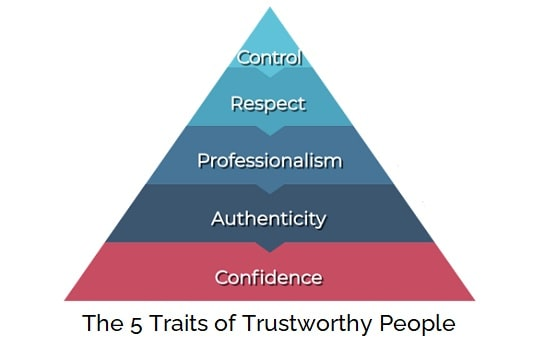 Control
Respect
Professionalism
Authenticity
Confidence
The 5 Traits of Trustworthy People